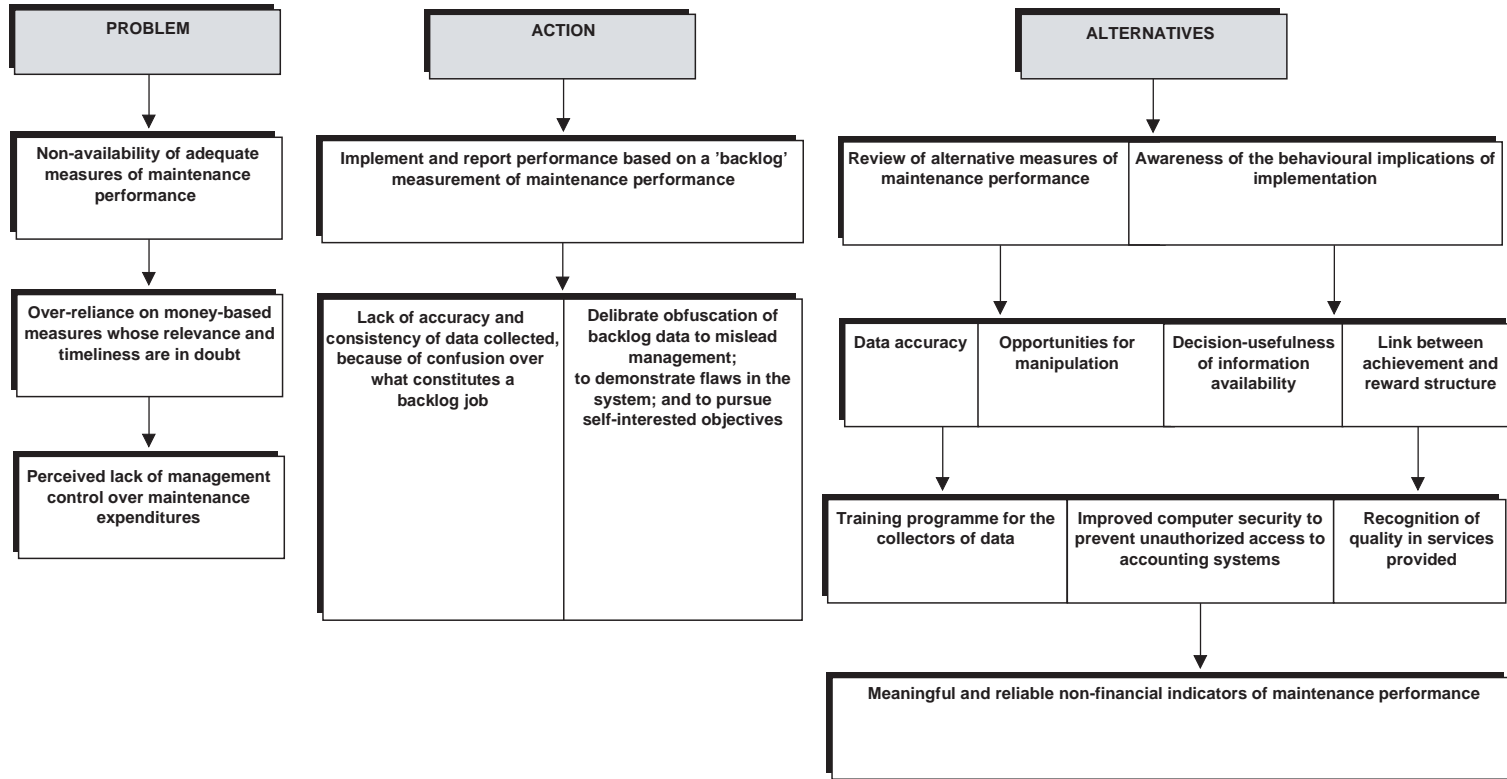 PROBLEM
Non-availability of adequate
measures of maintenance
performance
Over-reliance on money-based
measures whose relevance and
timeliness are in doubt
Perceived lack of management
control over maintenance
expenditures
ACTION
Implement and report performance based on a 'backlog'
measurement of maintenance performance
Lack of accuracy and
consistency of data collected,
because of confusion over
what constitutes a
backlog job
Delibrate obfuscation of
backlog data to mislead
management;
to demonstrate flaws in the
system; and to pursue
self-interested objectives
ALTERNATIVES
Review of alternative measures of
maintenance performance
Awareness of the behavioural implications of
implementation
Data accuracy
Opportunities for
manipulation
Decision-usefulness
of information
availability
Link between
achievement and
reward structure
Training programme for the
collectors of data
Improved computer security to
prevent unauthorized access to
accounting systems
Recognition of
quality in services
provided
Meaningful and reliable non-financial indicators of maintenance performance